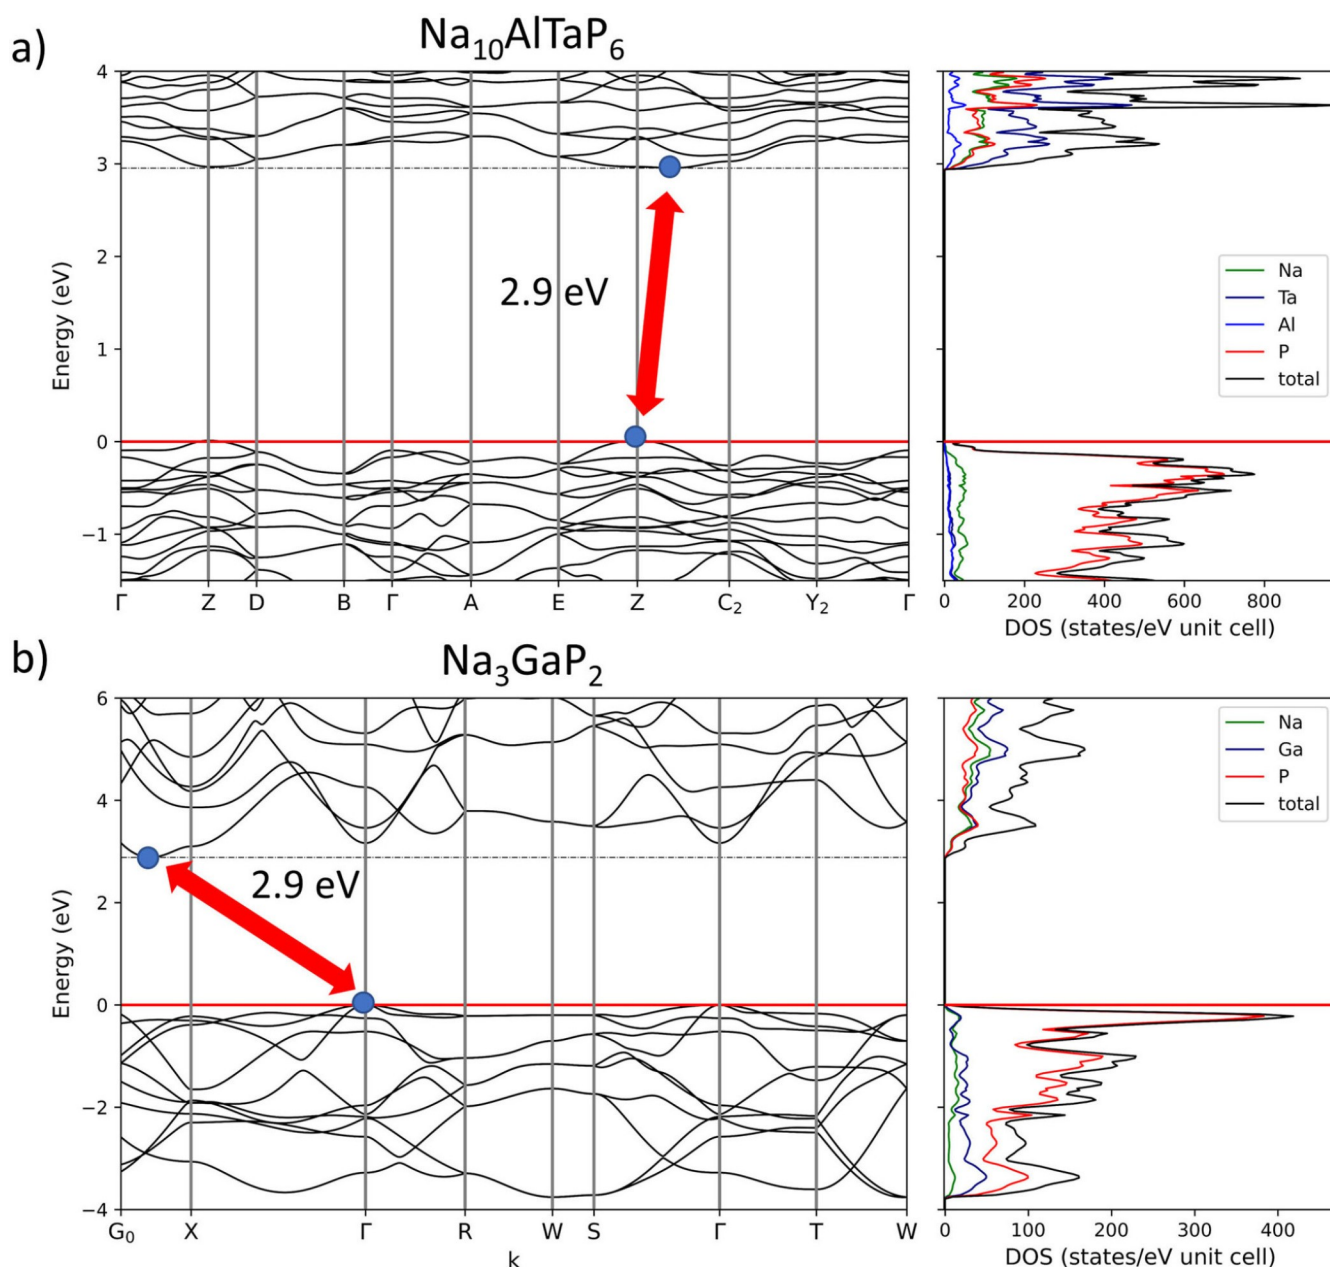 a)
Na₁₀AlTaP₆
Energy (eV)
4
3
2
1
0
−1
2.9 eV
Γ Z D B Γ A E Z C₂ Y₂ Γ
Na
Ta
Al
P
total
0 200 400 600 800
DOS (states/eV unit cell)
b)
Na₃GaP₂
Energy (eV)
6
4
2
0
−2
−4
2.9 eV
G₀ X Γ R W S Γ T W
k
Na
Ga
P
total
0 100 200 300 400
DOS (states/eV unit cell)